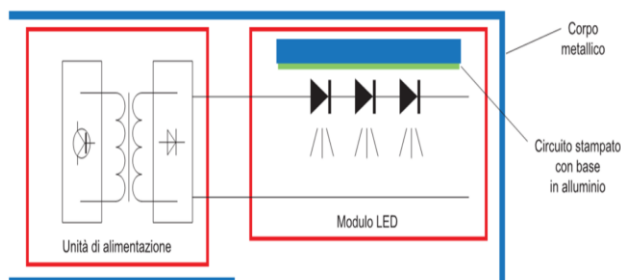 Corpo
metallico
Circuito stampato
con base
in alluminio
Modulo LED
Unità di alimentazione